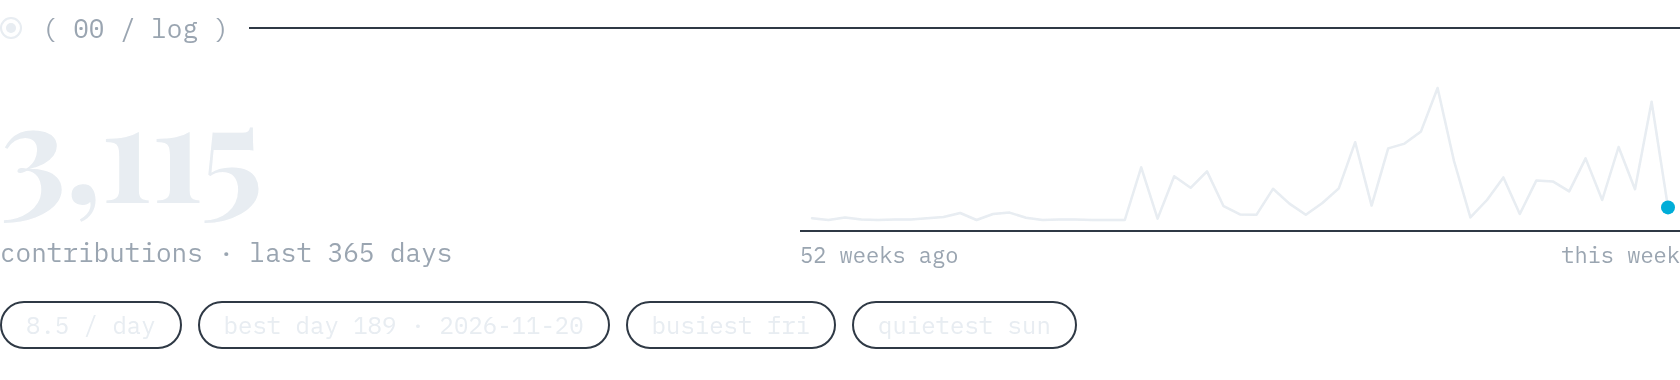 ( 00 / log )
3,115
contributions · last 365 days
52 weeks ago
this week
8.5 / day
best day 189 · 2026-11-20
busiest fri
quietest sun